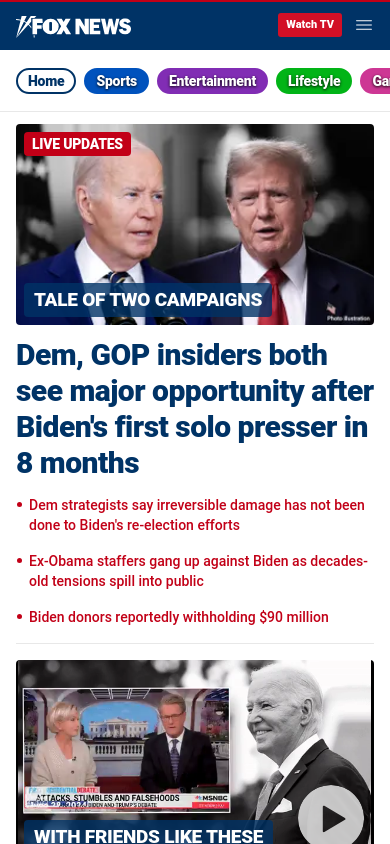 FOX NEWS
Watch TV
Home
Sports
Entertainment
Lifestyle
Ga
LIVE UPDATES
TALE OF TWO CAMPAIGNS
Photo illustration
Dem, GOP insiders both
see major opportunity after
Biden's first solo presser in
8 months
Dem strategists say irreversible damage has not been
done to Biden's re-election efforts
Ex-Obama staffers gang up against Biden as decades-
old tensions spill into public
Biden donors reportedly withholding $90 million
DEBATE
ATTACKS, STUMBLES AND FALSEHOODS
BIDEN AND TRUMP'S DEBATE
MSNBC
WITH FRIENDS LIKE THESE